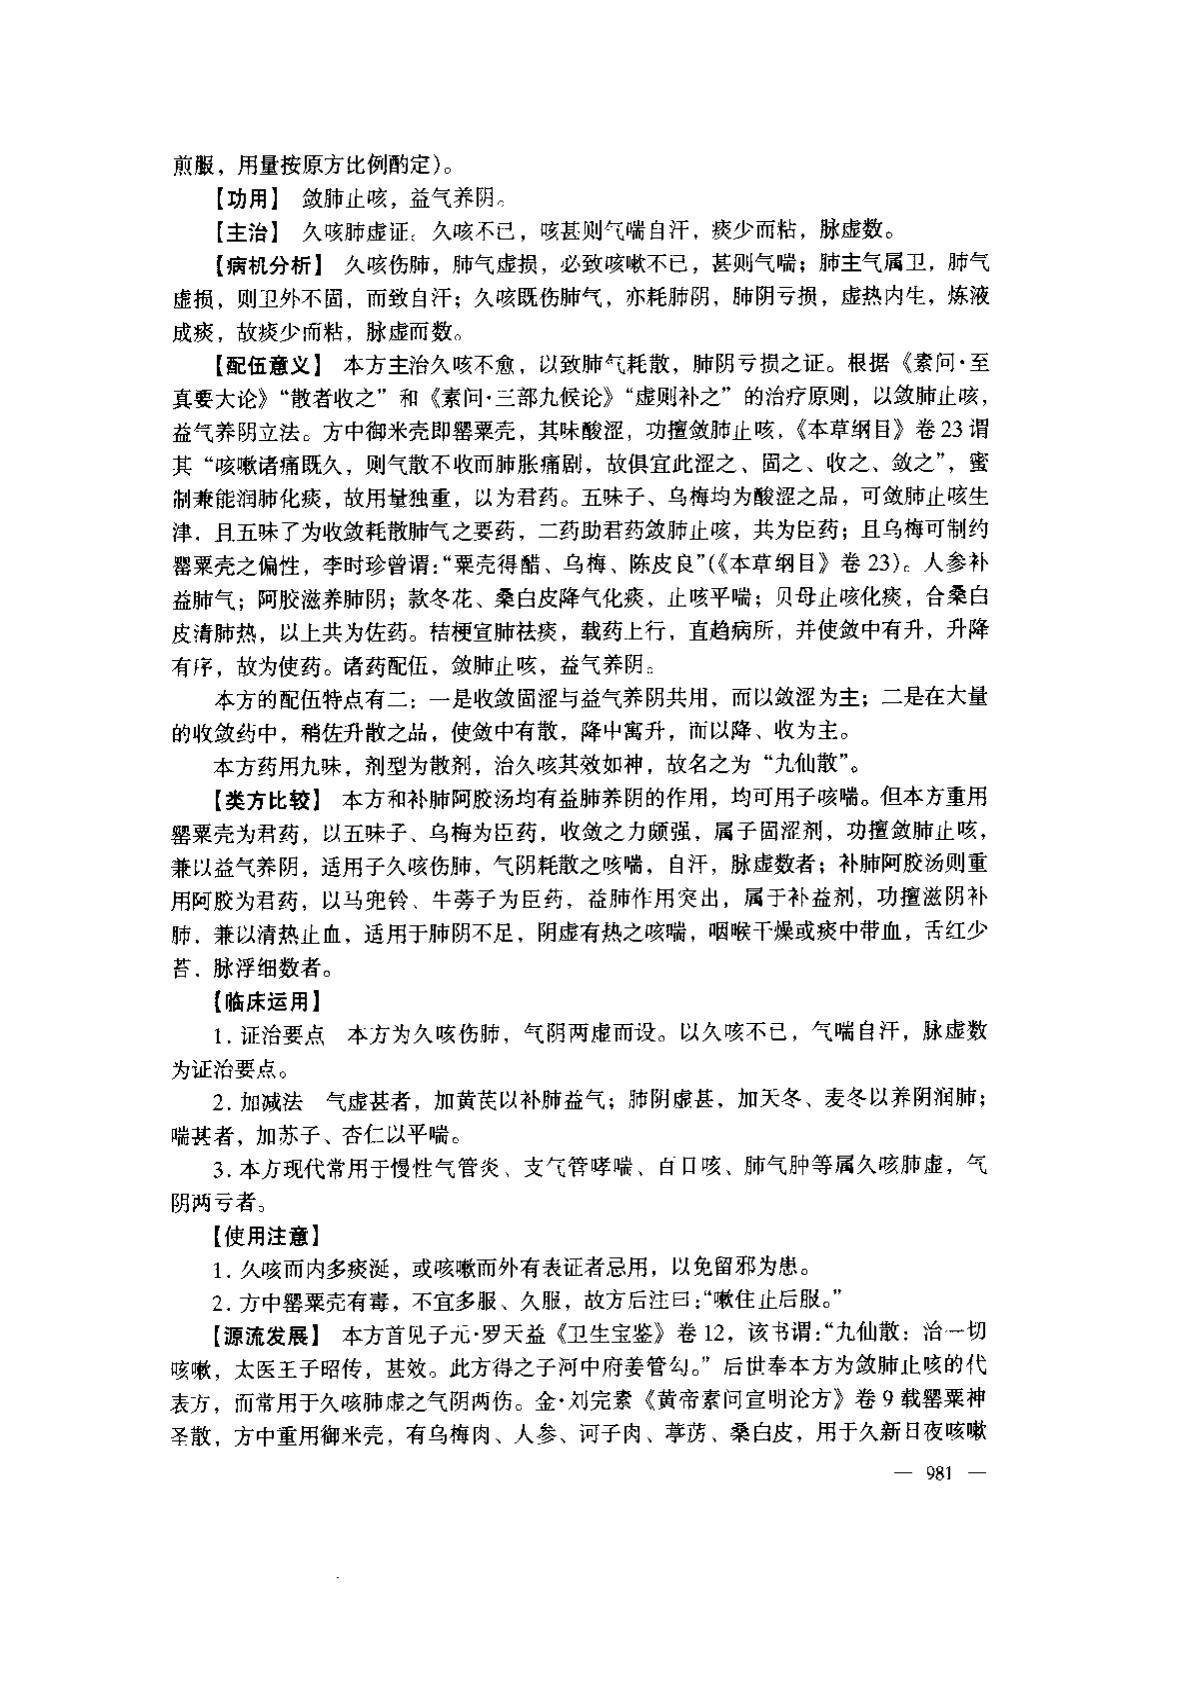 煎服，用量按原方比例酌定)。
【功用】 敛肺止咳，益气养阴。
【主治】 久咳肺虚证。久咳不已，咳甚则气喘自汗，痰少而粘，脉虚数。
【病机分析】 久咳伤肺，肺气虚损，必致咳嗽不已，甚则气喘；肺主气属卫，肺气
虚损，则卫外不固，而致自汗；久咳既伤肺气，亦耗肺阴，肺阴亏损，虚热内生，炼液
成痰，故痰少而粘，脉虚而数。
【配伍意义】 本方主治久咳不愈，以致肺气耗散，肺阴亏损之证。根据《素问·至
真要大论》“散者收之”和《素问·三部九候论》“虚则补之”的治疗原则，以敛肺止咳，
益气养阴立法。方中御米壳即罂粟壳，其味酸涩，功擅敛肺止咳，《本草纲目》卷 23 谓
其“咳嗽诸痛既久，则气散不收而肺胀痛剧，故俱宜此涩之、固之、收之、敛之”，蜜
制兼能润肺化痰，故用量独重，以为君药。五味子、乌梅均为酸涩之品，可敛肺止咳生
津，且五味子为收敛耗散肺气之要药，二药助君药敛肺止咳，共为臣药；且乌梅可制约
罂粟壳之偏性，李时珍曾谓：“粟壳得醋、乌梅、陈皮良”(《本草纲目》卷 23)。人参补
益肺气；阿胶滋养肺阴；款冬花、桑白皮降气化痰，止咳平喘；贝母止咳化痰，合桑白
皮清肺热，以上共为佐药。桔梗宣肺祛痰，载药上行，直趋病所，并使敛中有升，升降
有序，故为使药。诸药配伍，敛肺止咳，益气养阴。
本方的配伍特点有二：一是收敛固涩与益气养阴共用，而以敛涩为主；二是在大量
的收敛药中，稍佐升散之品，使敛中有散，降中寓升，而以降、收为主。
本方药用九味，剂型为散剂，治久咳其效如神，故名之为“九仙散”。
【类方比较】 本方和补肺阿胶汤均有益肺养阴的作用，均可用于咳喘。但本方重用
罂粟壳为君药，以五味子、乌梅为臣药，收敛之力颇强，属于固涩剂，功擅敛肺止咳，
兼以益气养阴，适用于久咳伤肺，气阴耗散之咳喘，自汗，脉虚数者；补肺阿胶汤则重
用阿胶为君药，以马兜铃、牛蒡子为臣药，益肺作用突出，属于补益剂，功擅滋阴补
肺，兼以清热止血，适用于肺阴不足，阴虚有热之咳喘，咽喉干燥或痰中带血，舌红少
苔，脉浮细数者。
【临床运用】
1. 证治要点 本方为久咳伤肺，气阴两虚而设。以久咳不已，气喘自汗，脉虚数
为证治要点。
2. 加减法 气虚甚者，加黄芪以补肺益气；肺阴虚甚，加天冬、麦冬以养阴润肺；
喘甚者，加苏子、杏仁以平喘。
3. 本方现代常用于慢性气管炎、支气管哮喘、百日咳、肺气肿等属久咳肺虚，气
阴两亏者。
【使用注意】
1. 久咳而内多痰涎，或咳嗽而外有表证者忌用，以免留邪为患。
2. 方中罂粟壳有毒，不宜多服、久服，故方后注曰：“嗽住止后服。”
【源流发展】 本方首见于元·罗天益《卫生宝鉴》卷 12，该书谓：“九仙散：治一切
咳嗽，太医王子昭传，甚效。此方得之于河中府姜管勾。”后世奉本方为敛肺止咳的代
表方，而常用于久咳肺虚之气阴两伤。金·刘完素《黄帝素问宣明论方》卷 9 载罂粟神
圣散，方中重用御米壳，有乌梅肉、人参、诃子肉、葶苈、桑白皮，用于久新日夜咳嗽
— 981 —